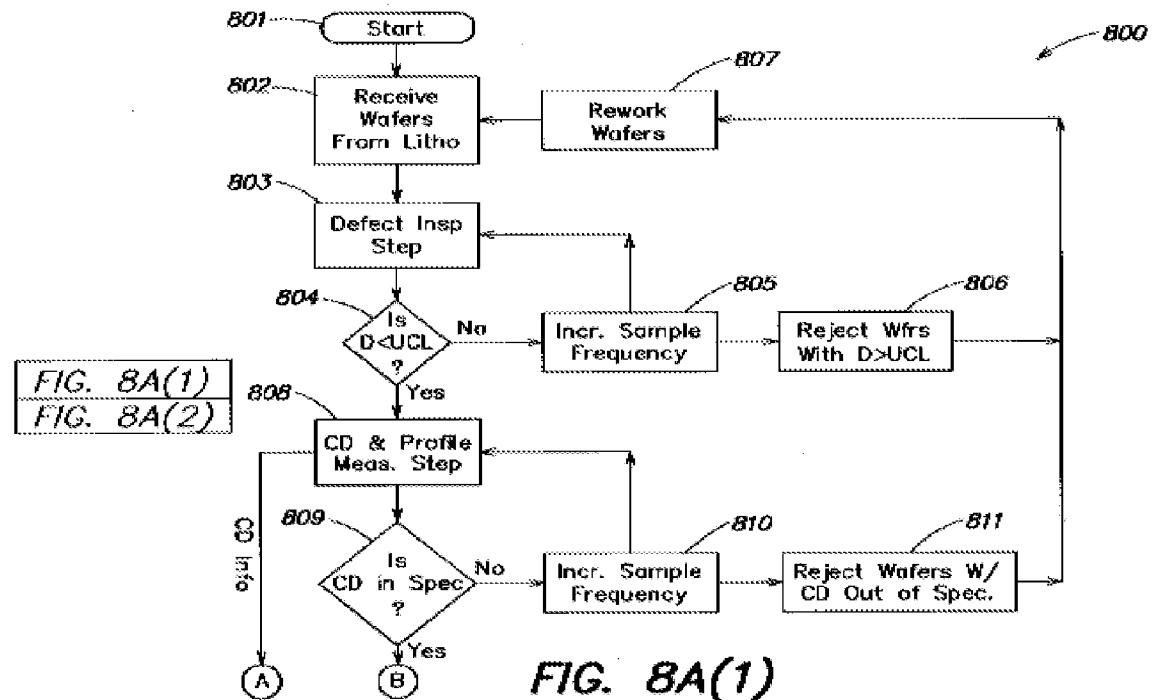 801
Start
800
802
Receive
Wafers
From Litho
807
Rework
Wafers
803
Defect Insp
Step
804
Is
D<UCL
?
No
Yes
805
Incr. Sample
Frequency
806
Reject Wfrs
With D>UCL
FIG. 8A(1)
FIG. 8A(2)
808
CD & Profile
Meas. Step
CD Info
809
Is
CD in Spec
?
No
Yes
810
Incr. Sample
Frequency
811
Reject Wafers W/
CD Out of Spec.
A
B
FIG. 8A(1)